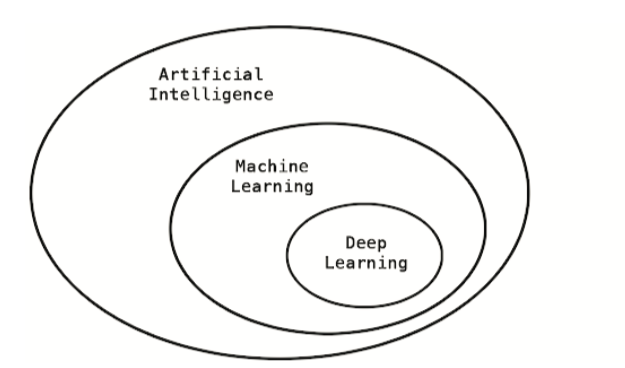 Artificial
Intelligence
Machine
Learning
Deep
Learning